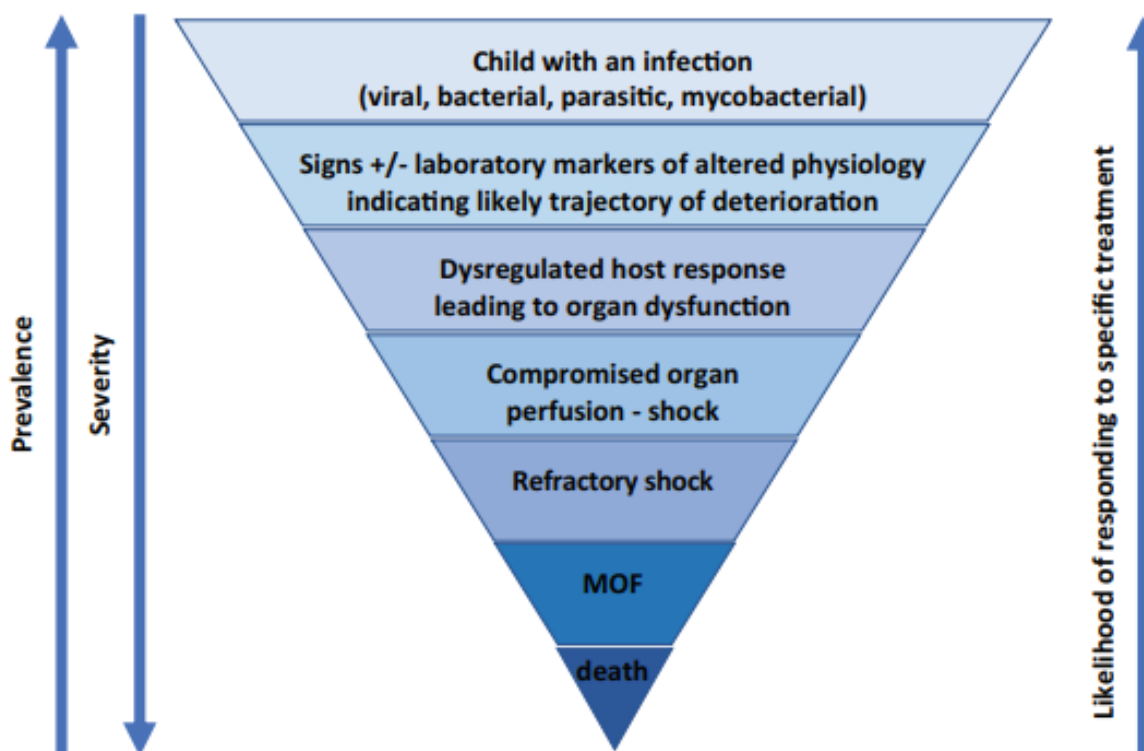 Child with an infection
(viral, bacterial, parasitic, mycobacterial)
Signs +/- laboratory markers of altered physiology
indicating likely trajectory of deterioration
Dysregulated host response
leading to organ dysfunction
Compromised organ
perfusion - shock
Refractory shock
MOF
death
Prevalence
Severity
Likelihood of responding to specific treatment